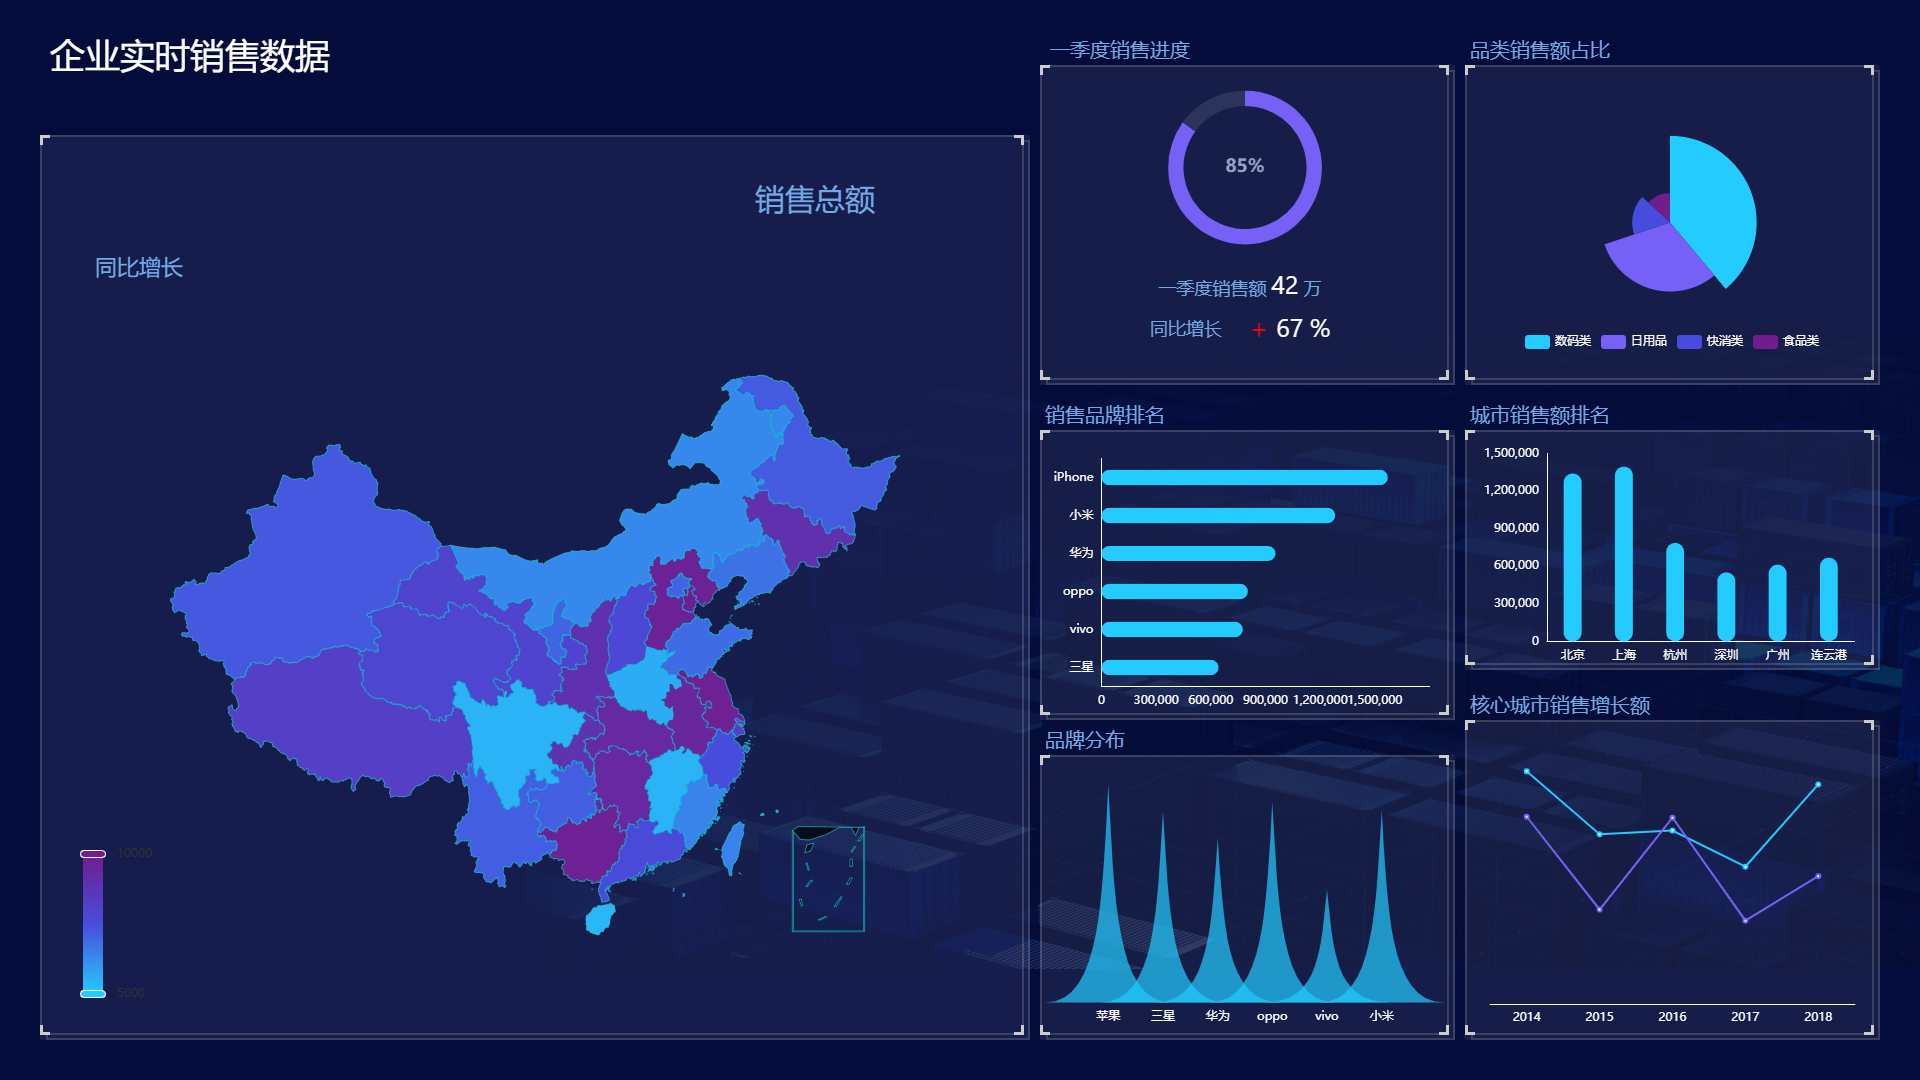 企业实时销售数据
销售总额
同比增长
10000
5000
一季度销售进度
85%
一季度销售额 42 万
同比增长 + 67 %
品类销售额占比
数码类 日用品 快消类 食品类
销售品牌排名
iPhone
小米
华为
oppo
vivo
三星
0 300,000 600,000 900,000 1,200,000 1,500,000
城市销售额排名
1,500,000
1,200,000
900,000
600,000
300,000
0
北京 上海 杭州 深圳 广州 连云港
品牌分布
苹果 三星 华为 oppo vivo 小米
核心城市销售增长额
2014 2015 2016 2017 2018